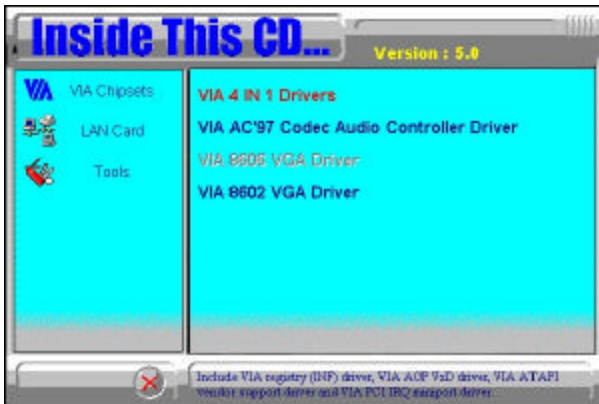 Inside This CD...
Version : 5.0
VIA
VIA Chipsets
LAN Card
Tools
VIA 4 IN 1 Drivers
VIA AC'97 Codec Audio Controller Driver
VIA 8606 VGA Driver
VIA 8602 VGA Driver
Include VIA registry (INF) driver, VIA AGP VxD driver, VIA ATAPI
vendor support driver and VIA PCI IRQ miniport driver.